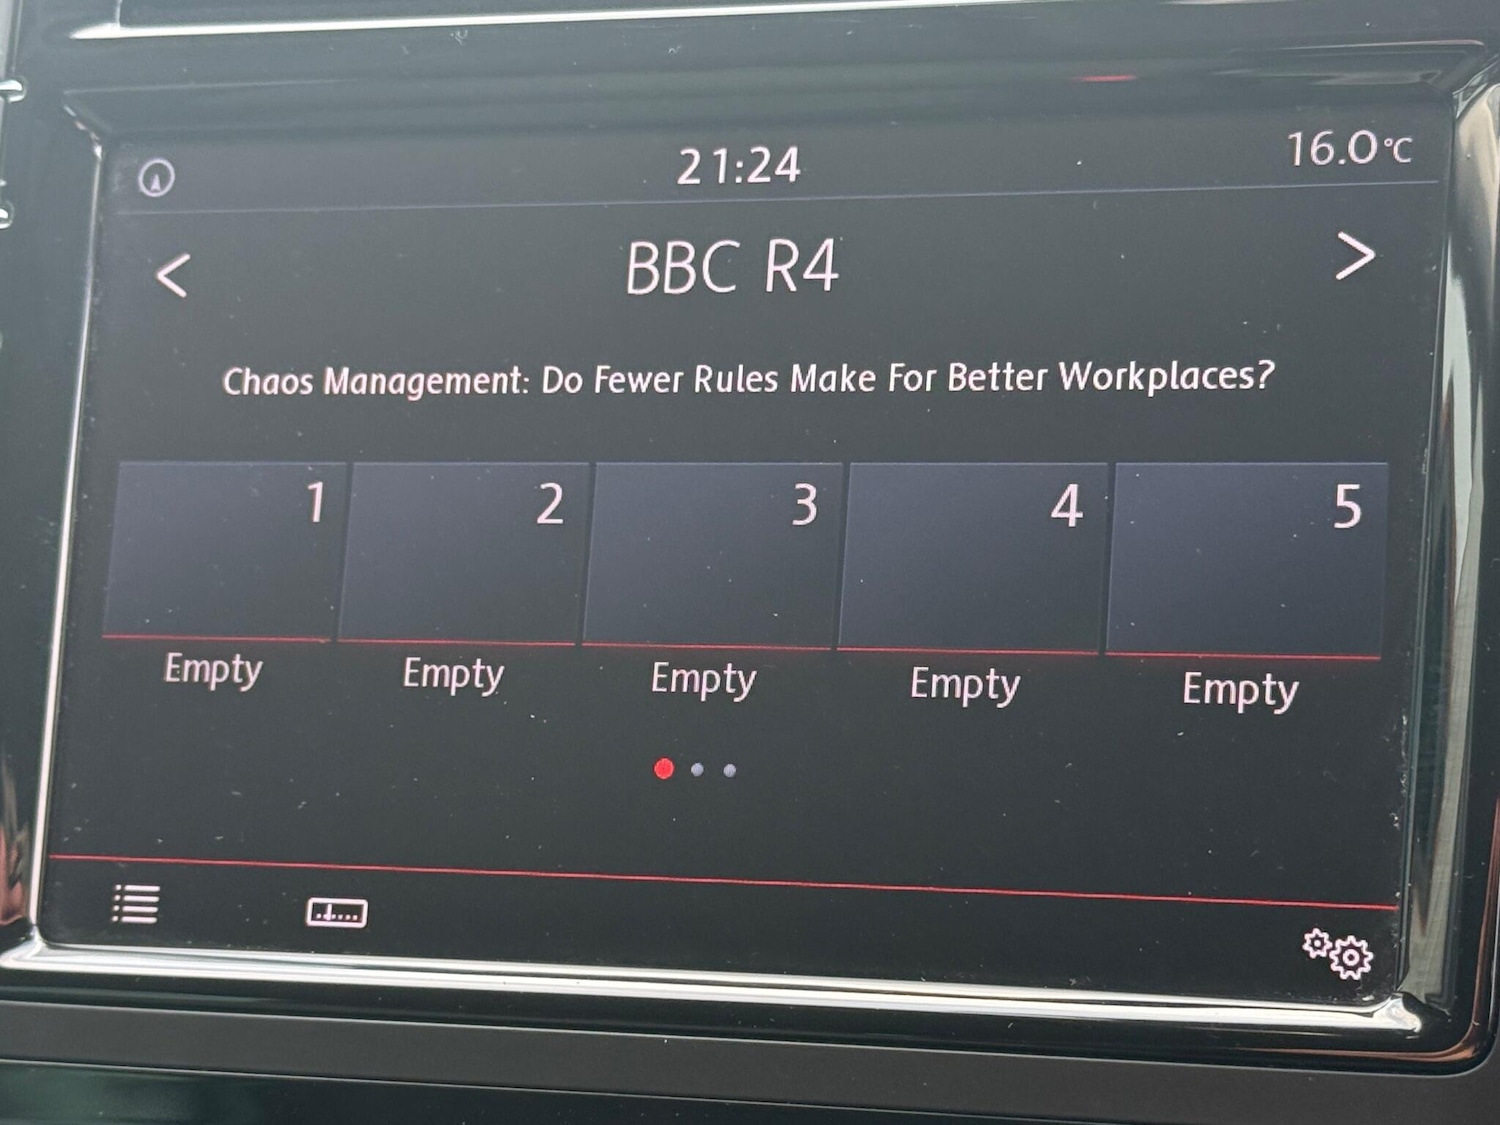 21:24
16.0°C
< BBC R4 >
Chaos Management: Do Fewer Rules Make For Better Workplaces?
1 2 3 4 5
Empty Empty Empty Empty Empty